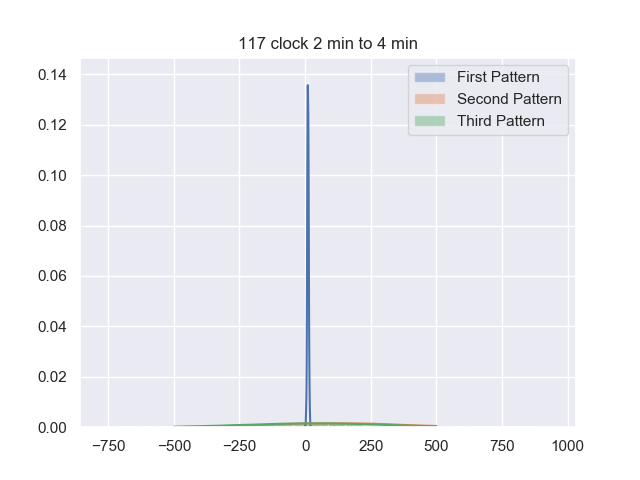 117 clock 2 min to 4 min
First Pattern
Second Pattern
Third Pattern
0.14
0.12
0.10
0.08
0.06
0.04
0.02
0.00
−750 −500 −250 0 250 500 750 1000